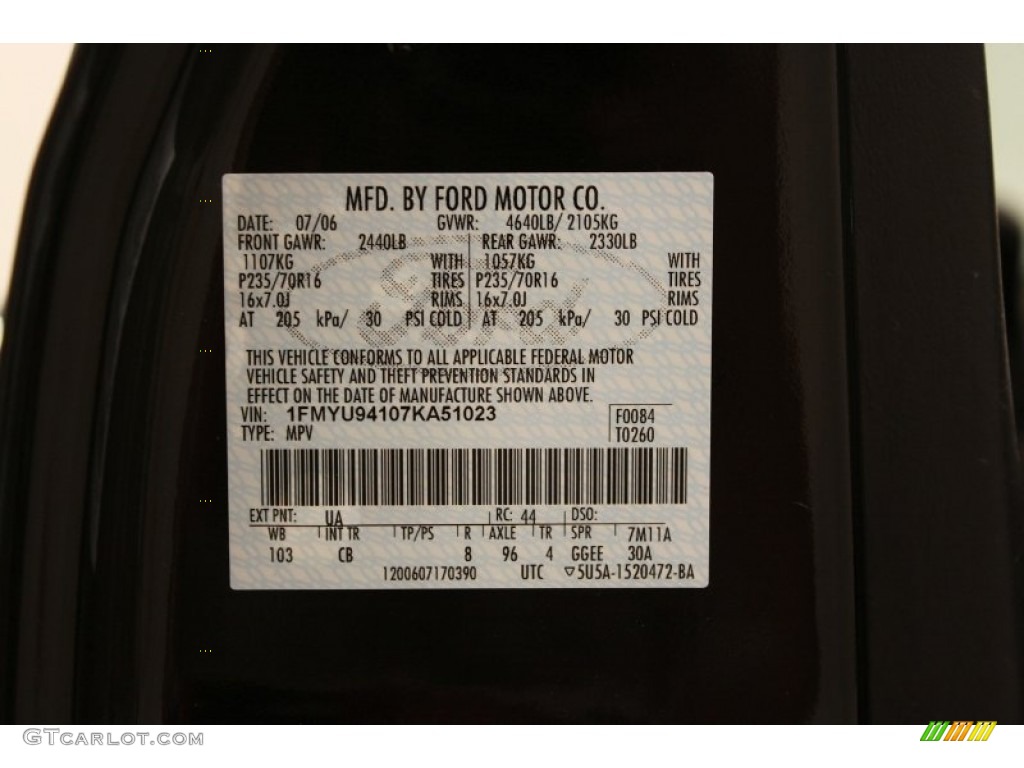 MFD. BY FORD MOTOR CO.
DATE: 07/06 GVWR: 4640LB/ 2105KG
FRONT GAWR: 2440LB REAR GAWR: 2330LB
1107KG WITH 1057KG WITH
P235/70R16 TIRES P235/70R16 TIRES
16x7.0J RIMS 16x7.0J RIMS
AT 205 kPa/ 30 PSI COLD AT 205 kPa/ 30 PSI COLD
THIS VEHICLE CONFORMS TO ALL APPLICABLE FEDERAL MOTOR
VEHICLE SAFETY AND THEFT PREVENTION STANDARDS IN
EFFECT ON THE DATE OF MANUFACTURE SHOWN ABOVE.
VIN: 1FMYU94107KA51023 F0084
TYPE: MPV T0260
EXT PNT: UA RC: 44 DSO:
WB INT TR TP/PS R AXLE TR SPR 7M11A
103 CB 8 96 4 GGEE 30A
1200607170390 UTC ▽5U5A-1520472-BA
GTCARLOT.COM